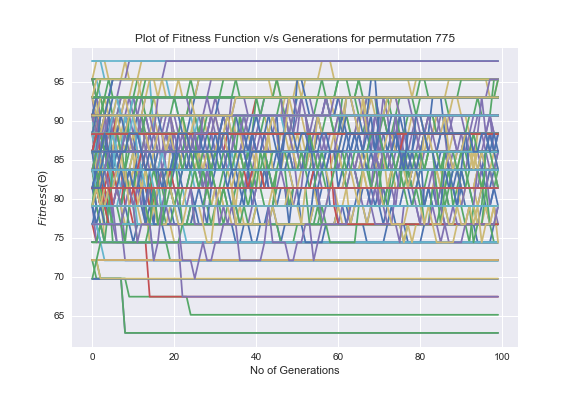 Plot of Fitness Function v/s Generations for permutation 775
95
90
85
80
75
70
65
Fitness(Θ)
0 20 40 60 80 100
No of Generations